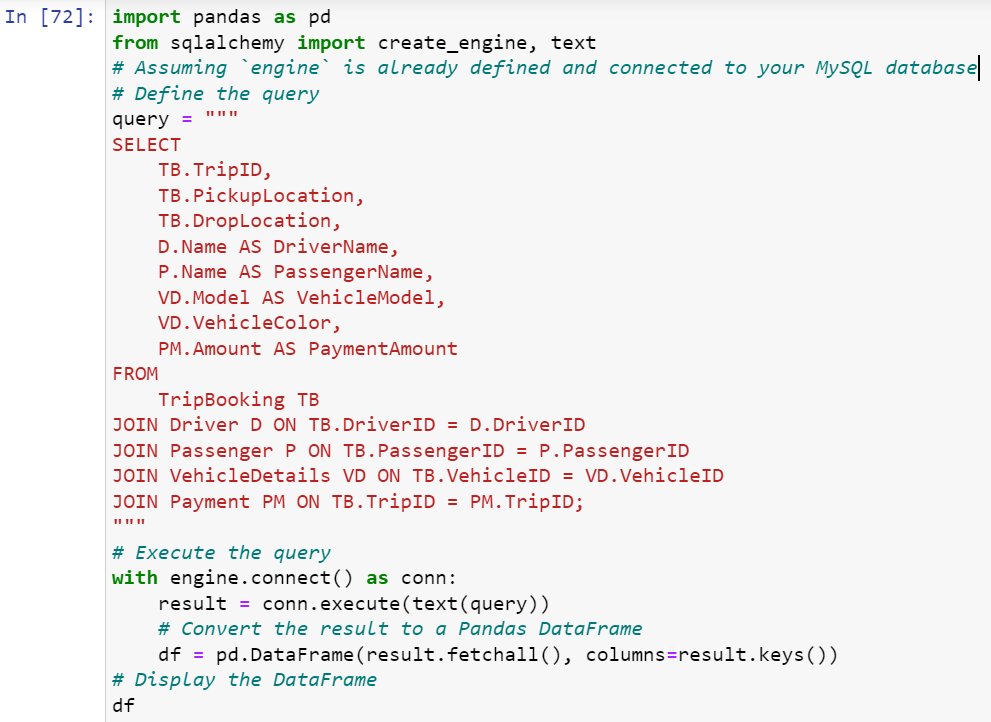 In [72]: import pandas as pd
from sqlalchemy import create_engine, text
# Assuming `engine` is already defined and connected to your MySQL database
# Define the query
query = """
SELECT
    TB.TripID,
    TB.PickupLocation,
    TB.DropLocation,
    D.Name AS DriverName,
    P.Name AS PassengerName,
    VD.Model AS VehicleModel,
    VD.VehicleColor,
    PM.Amount AS PaymentAmount
FROM
    TripBooking TB
JOIN Driver D ON TB.DriverID = D.DriverID
JOIN Passenger P ON TB.PassengerID = P.PassengerID
JOIN VehicleDetails VD ON TB.VehicleID = VD.VehicleID
JOIN Payment PM ON TB.TripID = PM.TripID;
"""
# Execute the query
with engine.connect() as conn:
    result = conn.execute(text(query))
    # Convert the result to a Pandas DataFrame
    df = pd.DataFrame(result.fetchall(), columns=result.keys())
# Display the DataFrame
df